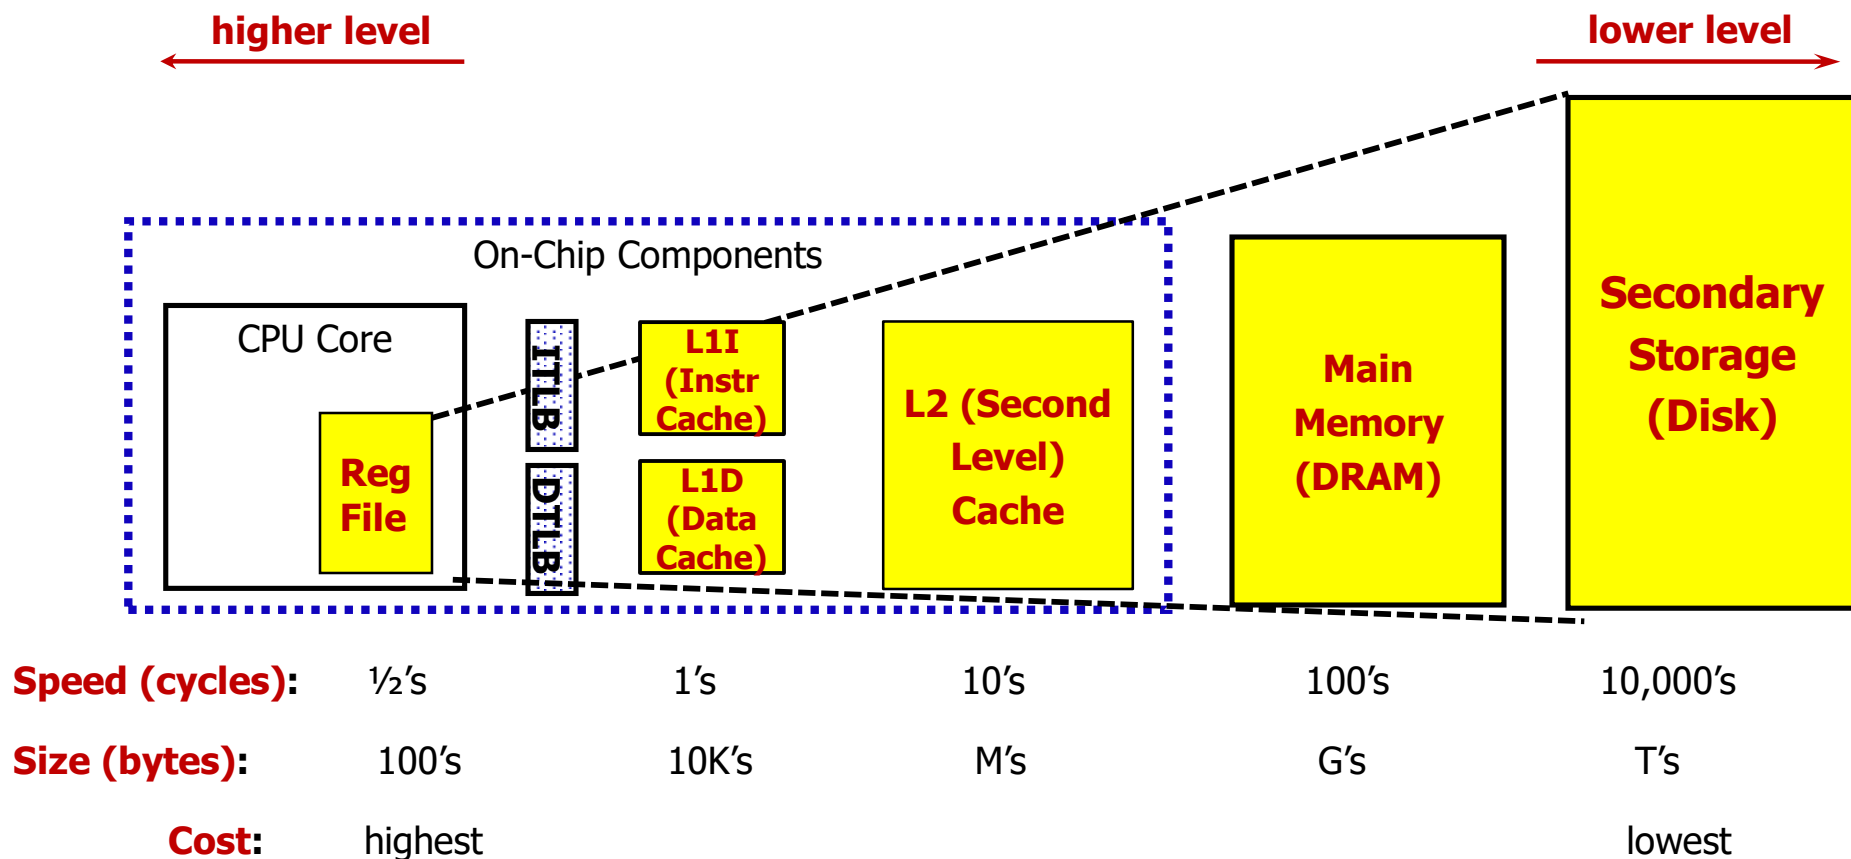 higher level
lower level
On-Chip Components
CPU Core
Reg
File
ITLB
DTLB
L1I
(Instr
Cache)
L1D
(Data
Cache)
L2 (Second
Level)
Cache
Main
Memory
(DRAM)
Secondary
Storage
(Disk)
Speed (cycles): ½’s 1’s 10’s 100’s 10,000’s
Size (bytes): 100’s 10K’s M’s G’s T’s
Cost: highest lowest